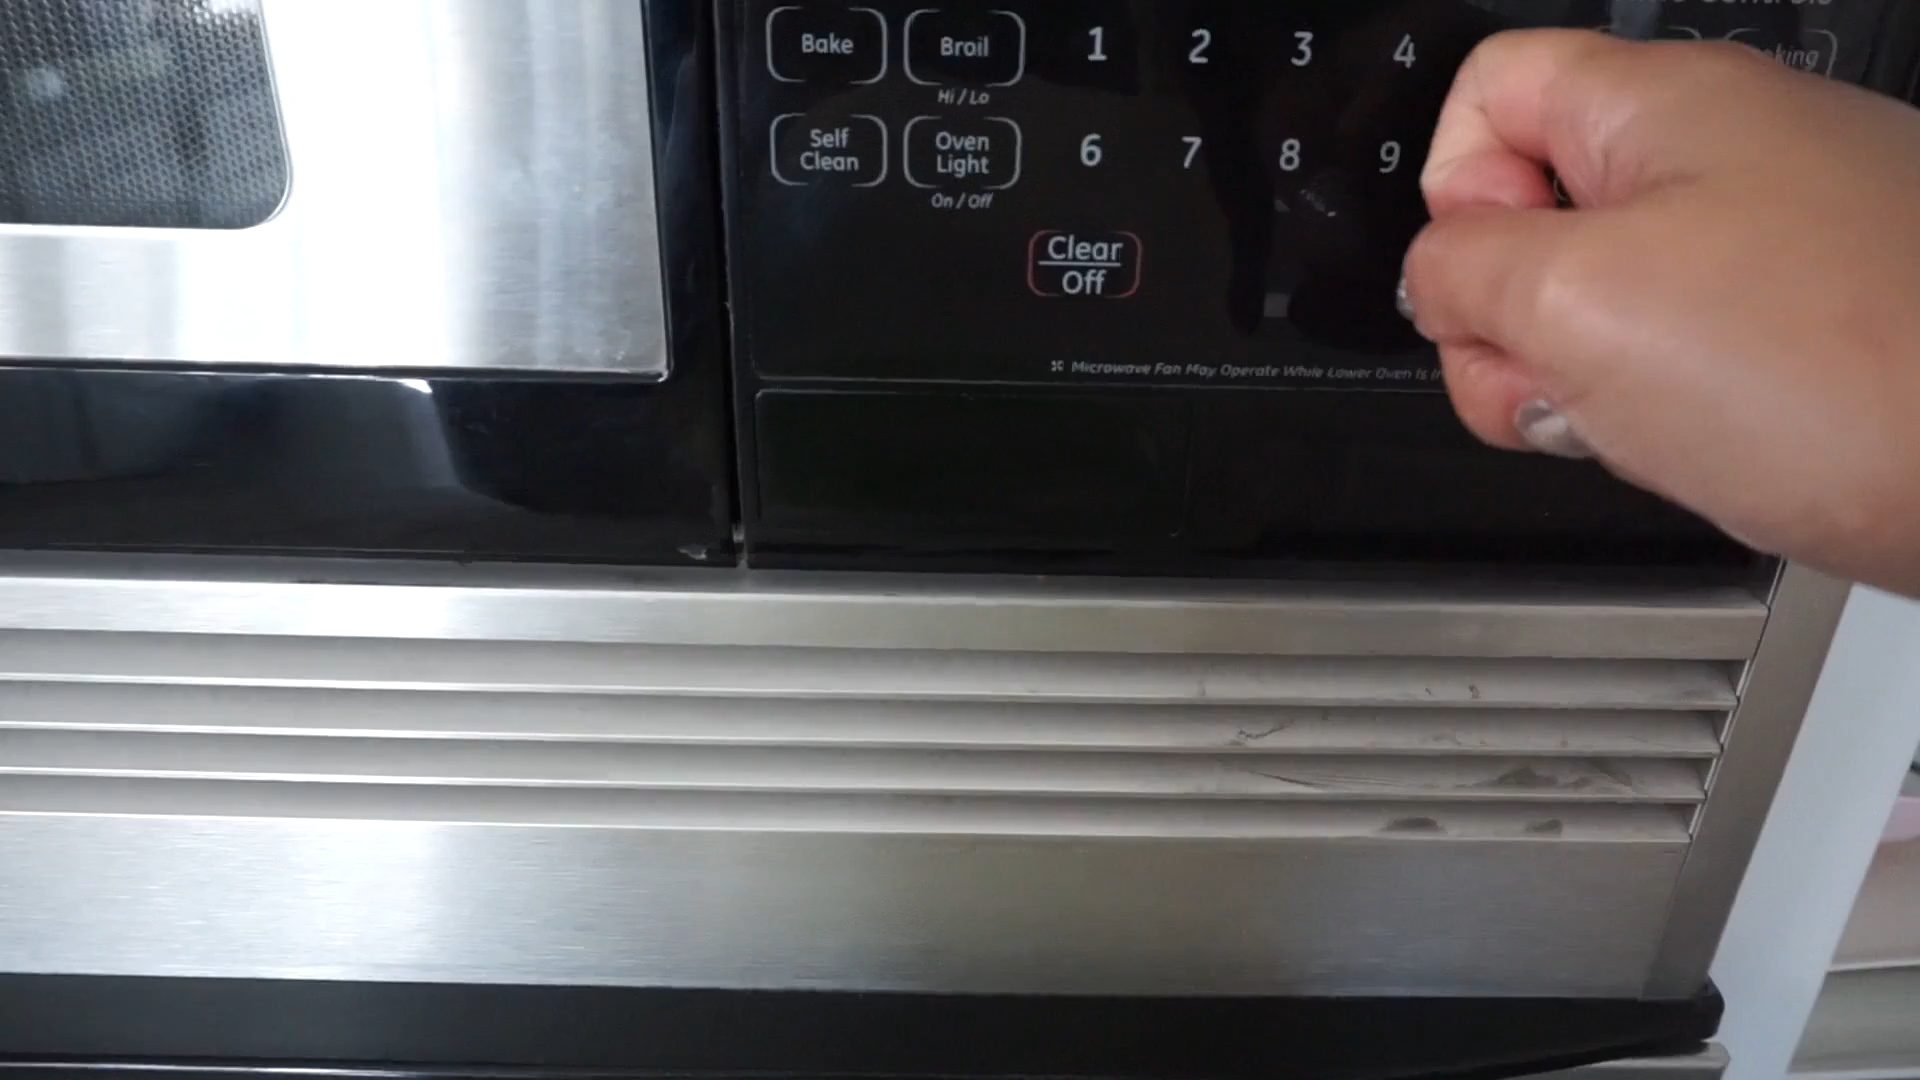 Controls
Bake Broil 1 2 3 4
Hi / Lo
Self
Clean
Oven
Light
6 7 8 9
On / Off
Clear
Off
Microwave Fan May Operate While Lower Oven Is